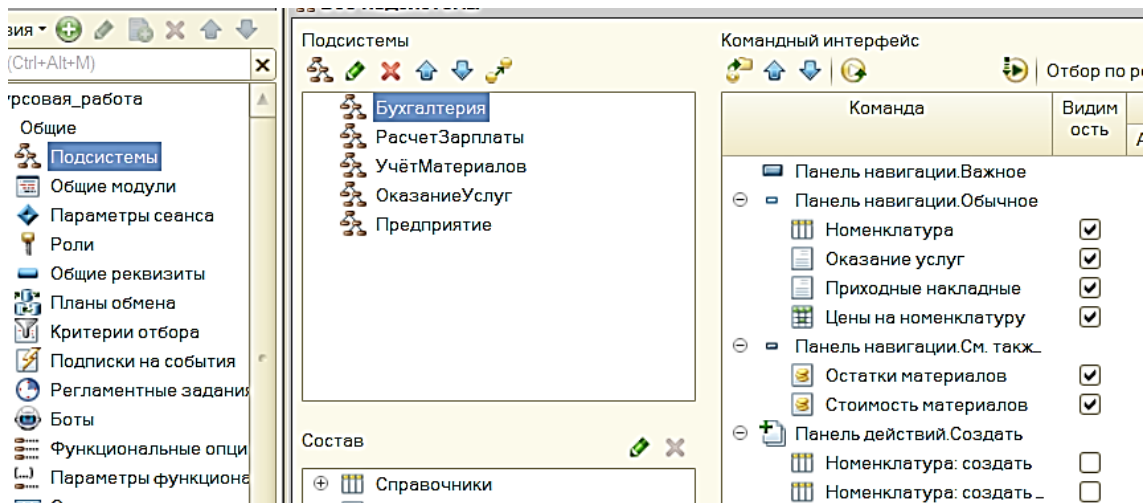 вия
(Ctrl+Alt+M)
урсовая_работа
Общие
Подсистемы
Общие модули
Параметры сеанса
Роли
Общие реквизиты
Планы обмена
Критерии отбора
Подписки на события
Регламентные задания
Боты
Функциональные опци
Параметры функциона
Подсистемы
Бухгалтерия
РасчетЗарплаты
УчётМатериалов
ОказаниеУслуг
Предприятие
Состав
Справочники
Командный интерфейс
Отбор по р
Команда
Видим
ость
Панель навигации.Важное
Панель навигации.Обычное
Номенклатура
Оказание услуг
Приходные накладные
Цены на номенклатуру
Панель навигации.См. такж...
Остатки материалов
Стоимость материалов
Панель действий.Создать
Номенклатура: создать
Номенклатура: создать...